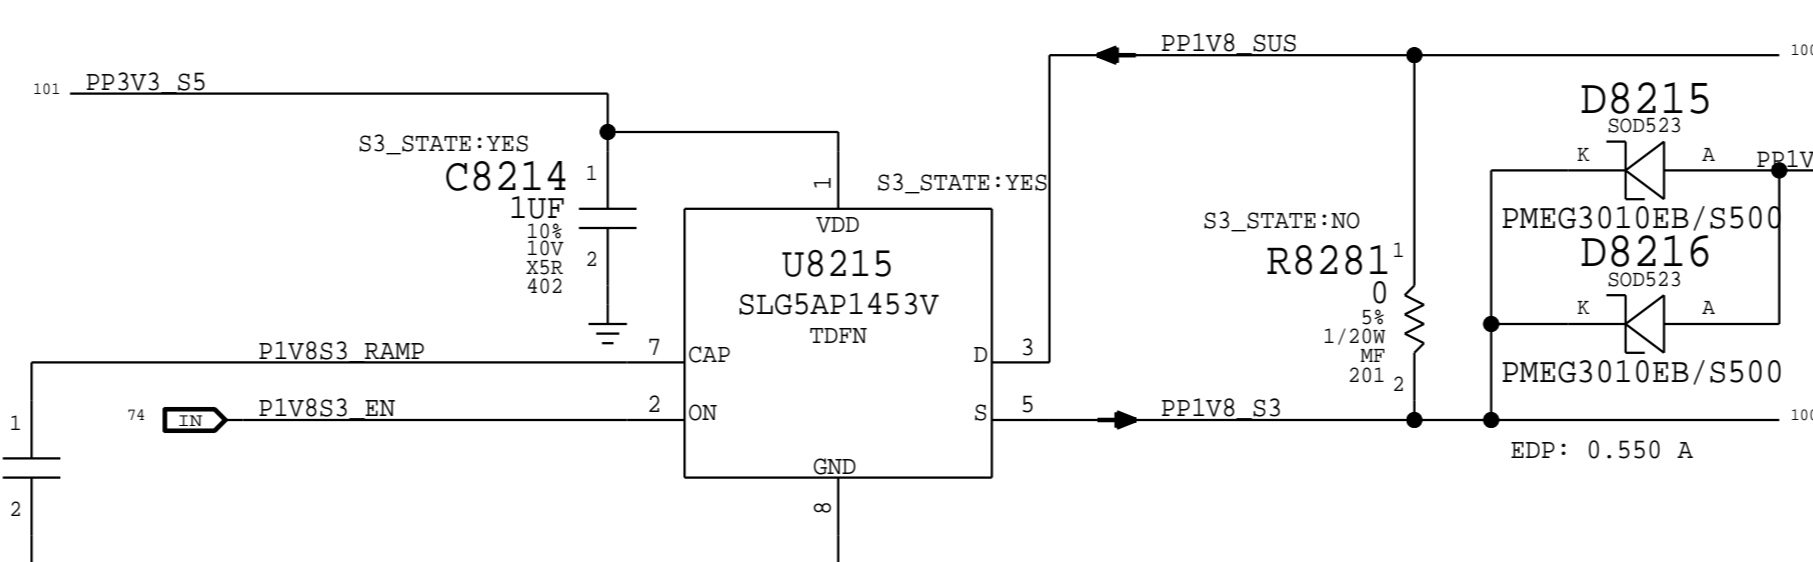 PP1V8_SUS
100
101 PP3V3_S5
D8215
SOD523
K A
PP1V
PMEG3010EB/S500
S3_STATE:YES
C8214
1UF
10%
10V
X5R
402
1
2
1
S3_STATE:YES
VDD
U8215
SLG5AP1453V
TDFN
S3_STATE:NO
R8281
1
0
5%
1/20W
MF
201
2
D8216
SOD523
K A
PMEG3010EB/S500
P1V8S3_RAMP
7
CAP
D
3
74
IN
P1V8S3_EN
2
ON
S
5
PP1V8_S3
100
EDP: 0.550 A
GND
8
1
2